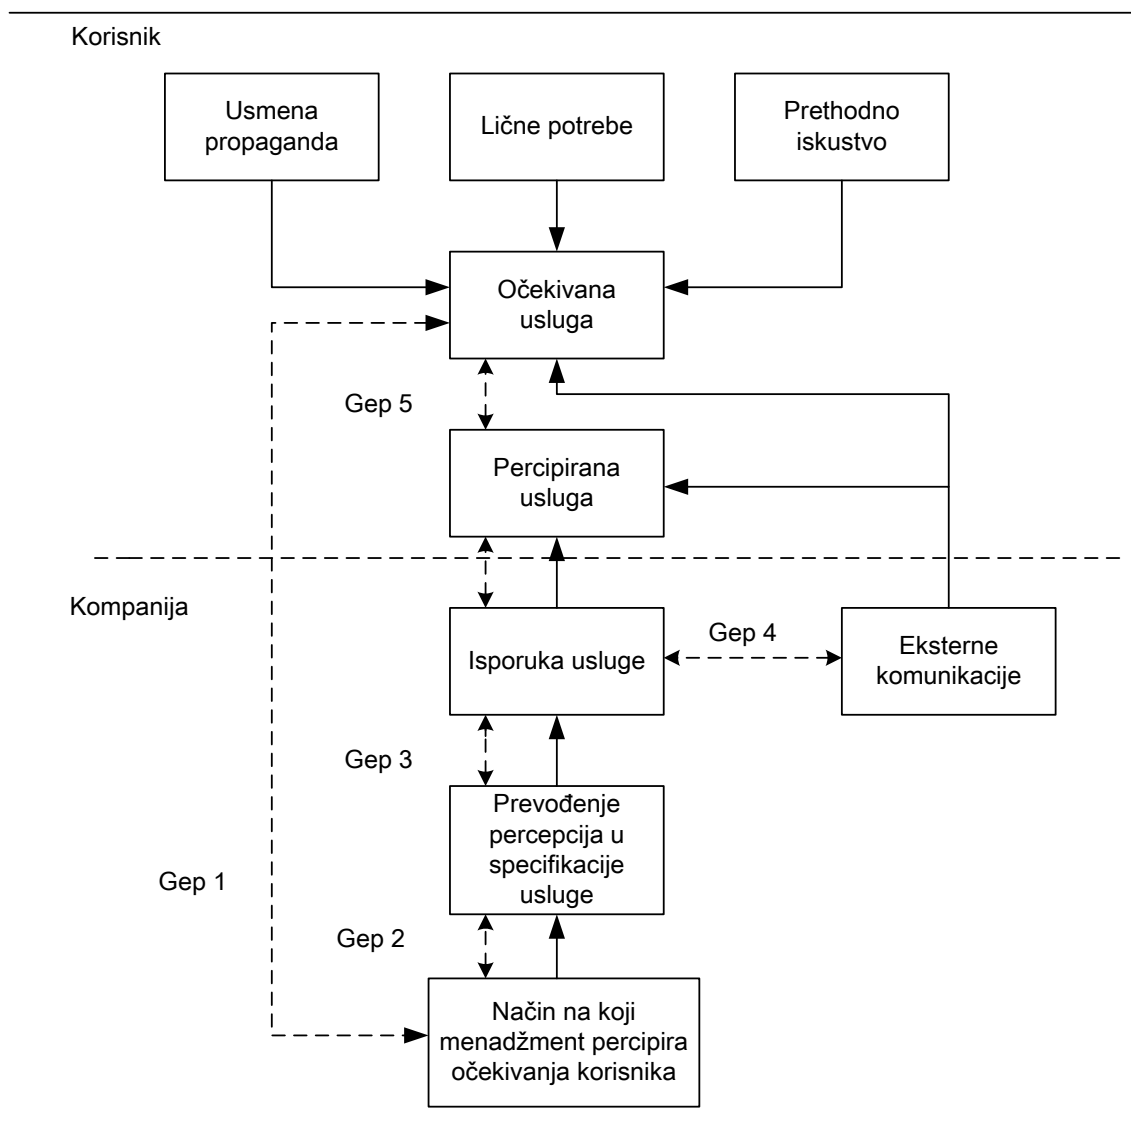 Korisnik
Usmena
propaganda
Lične potrebe
Prethodno
iskustvo
Očekivana
usluga
Gep 5
Percipirana
usluga
Kompanija
Gep 4
Isporuka usluge
Eksterne
komunikacije
Gep 3
Prevođenje
percepcija u
specifikacije
usluge
Gep 1
Gep 2
Način na koji
menadžment percipira
očekivanja korisnika